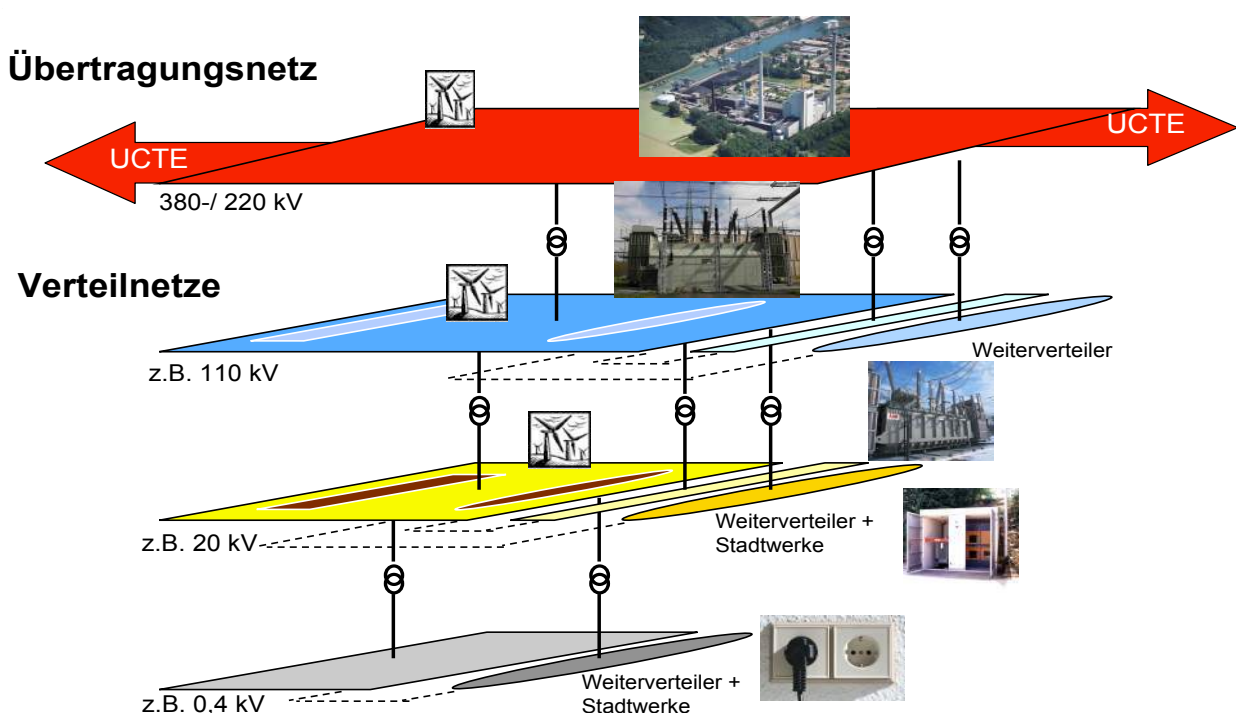 Übertragungsnetz
UCTE
UCTE
380-/ 220 kV
Verteilnetze
Weiterverteiler
z.B. 110 kV
Weiterverteiler +
Stadtwerke
z.B. 20 kV
Weiterverteiler +
Stadtwerke
z.B. 0,4 kV